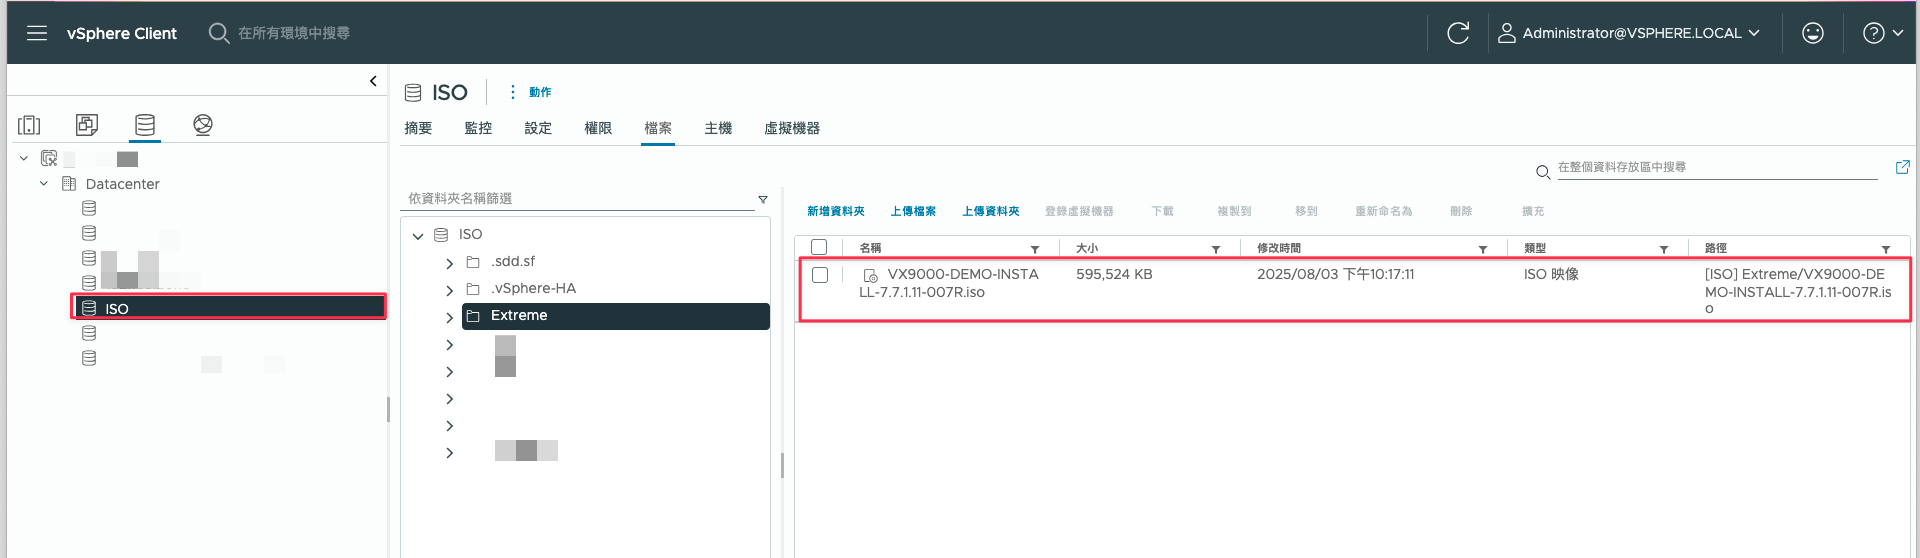 vSphere Client
在所有環境中搜尋
Administrator@VSPHERE.LOCAL
Datacenter
ISO
ISO
動作
摘要 監控 設定 權限 檔案 主機 虛擬機器
在整個資料存放區中搜尋
依資料夾名稱篩選
ISO
.sdd.sf
.vSphere-HA
Extreme
新增資料夾 上傳檔案 上傳資料夾 登錄虛擬機器 下載 複製到 移到 重新命名為 刪除 擴充
名稱 大小 修改時間 類型 路徑
VX9000-DEMO-INSTA 595,524 KB 2025/08/03 下午10:17:11 ISO 映像 [ISO] Extreme/VX9000-DE
LL-7.7.1.11-007R.iso MO-INSTALL-7.7.1.11-007R.is
o